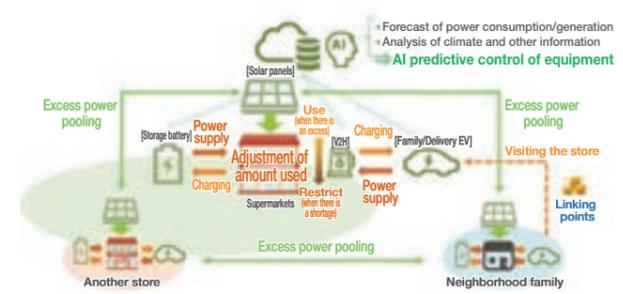 AI
Forecast of power consumption/generation
Analysis of climate and other information
AI predictive control of equipment
[Solar panels]
Excess power
pooling
Excess power
pooling
[Storage battery]
Power
supply
Charging
Adjustment of
amount used
Supermarkets
Use
(when there is
an excess)
Restrict
(when there is
a shortage)
[V2H]
Charging
Power
supply
[Family/Delivery EV]
Visiting the store
Linking
points
Excess power pooling
Another store
Neighborhood family